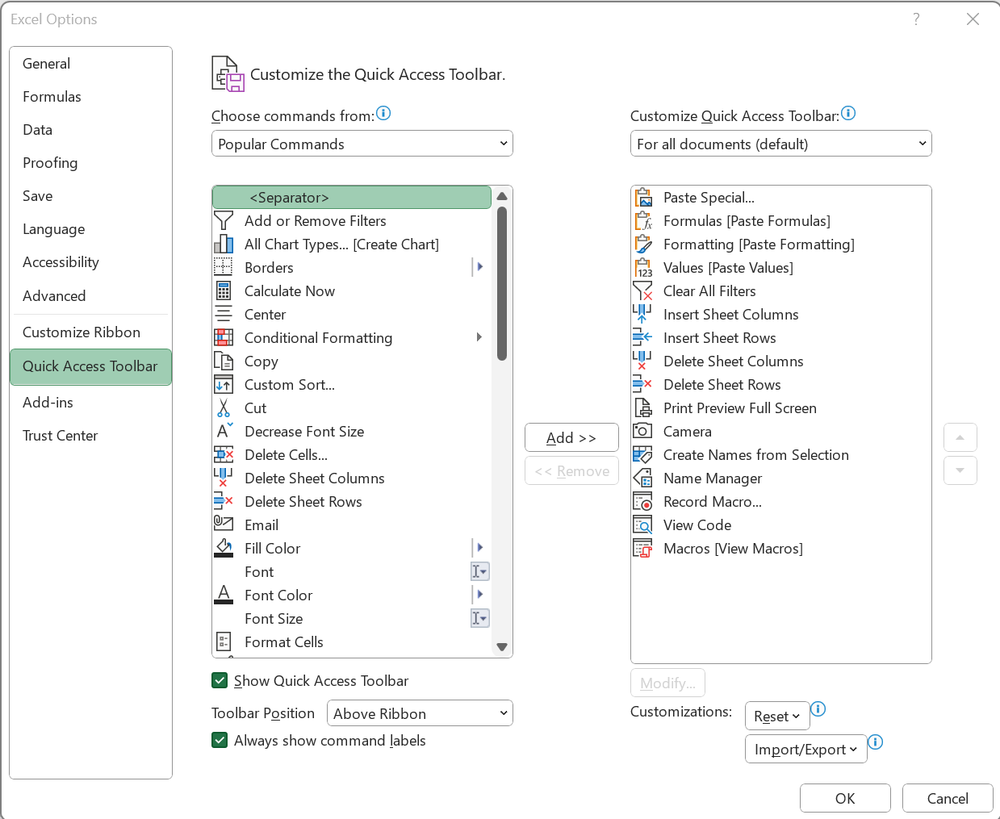 Excel Options
General
Formulas
Data
Proofing
Save
Language
Accessibility
Advanced
Customize Ribbon
Quick Access Toolbar
Add-ins
Trust Center
Customize the Quick Access Toolbar.
Choose commands from:
Popular Commands
<Separator>
Add or Remove Filters
All Chart Types... [Create Chart]
Borders
Calculate Now
Center
Conditional Formatting
Copy
Custom Sort...
Cut
Decrease Font Size
Delete Cells...
Delete Sheet Columns
Delete Sheet Rows
Email
Fill Color
Font
Font Color
Font Size
Format Cells
Show Quick Access Toolbar
Toolbar Position
Above Ribbon
Always show command labels
Add >>
<< Remove
Customize Quick Access Toolbar:
For all documents (default)
Paste Special...
Formulas [Paste Formulas]
Formatting [Paste Formatting]
Values [Paste Values]
Clear All Filters
Insert Sheet Columns
Insert Sheet Rows
Delete Sheet Columns
Delete Sheet Rows
Print Preview Full Screen
Camera
Create Names from Selection
Name Manager
Record Macro...
View Code
Macros [View Macros]
Modify...
Customizations:
Reset
Import/Export
OK
Cancel